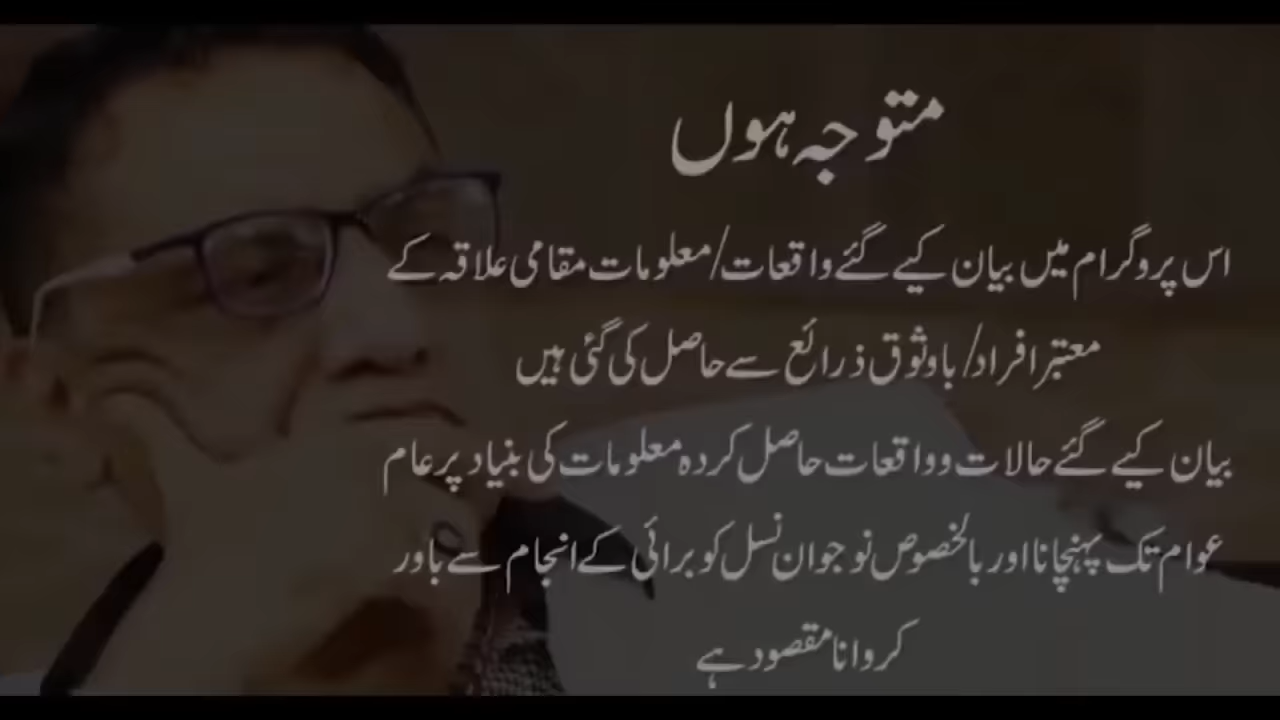 متوجہ ہوں
اس پروگرام میں بیان کیے گئے واقعات/معلومات مقامی علاقہ کے
معتبر افراد/باوثوق ذرائع سے حاصل کی گئی ہیں
بیان کیے گئے حالات و واقعات حاصل کردہ معلومات کی بنیاد پر عام
عوام تک پہنچانا اور بالخصوص نوجوان نسل کو برائی کے انجام سے باور
کروانا مقصود ہے